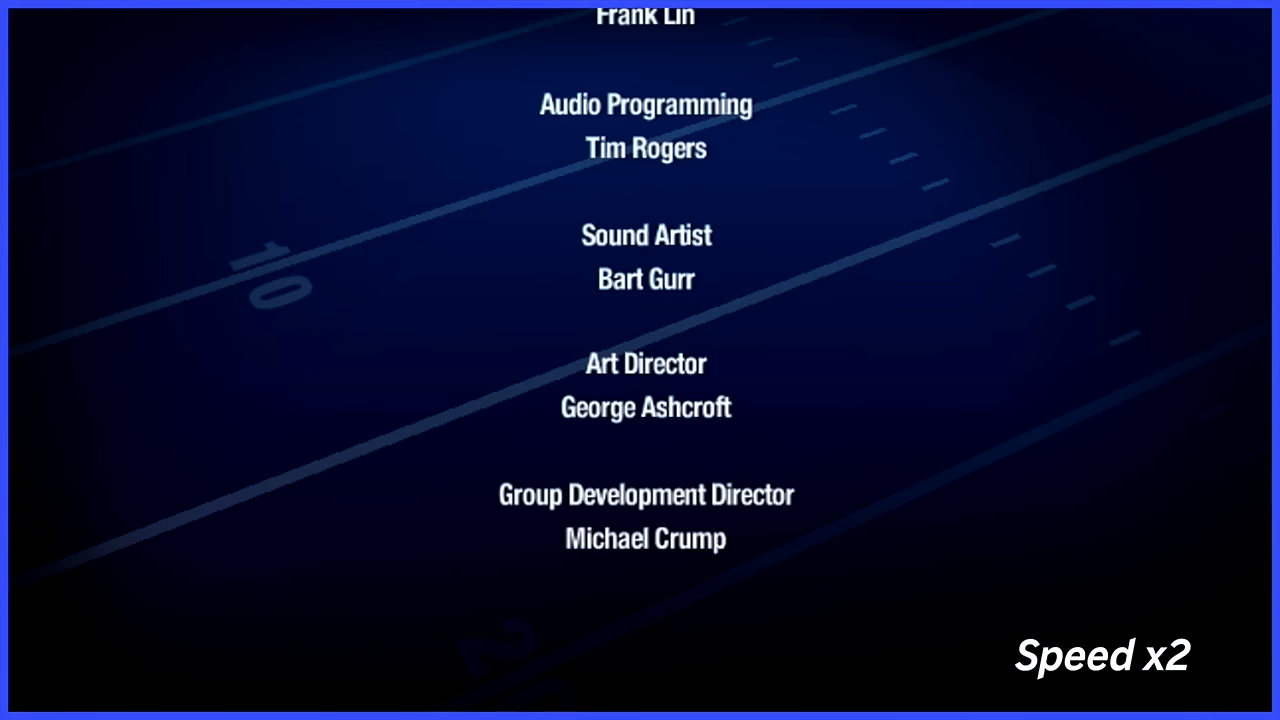 Frank Lin
Audio Programming
Tim Rogers
Sound Artist
Bart Gurr
Art Director
George Ashcroft
Group Development Director
Michael Crump
10
2
Speed x2